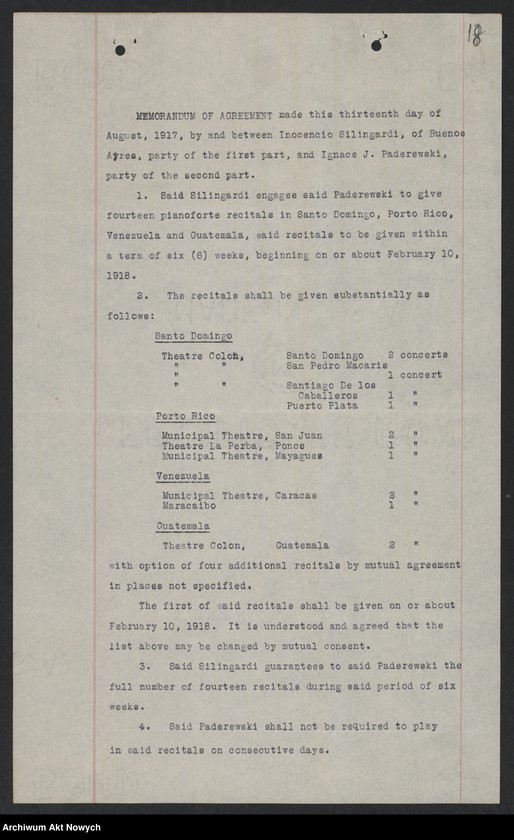 18
MEMORANDUM OF AGREEMENT made this thirteenth day of
August, 1917, by and between Inocencio Silingardi, of Buenos
Ayres, party of the first part, and Ignace J. Paderewski,
party of the second part.
1. Said Silingardi engages said Paderewski to give
fourteen pianoforte recitals in Santo Domingo, Porto Rico,
Venezuela and Guatemala, said recitals to be given within
a term of six (6) weeks, beginning on or about February 10,
1918.
2. The recitals shall be given substantially as
follows:
Santo Domingo
Theatre Colon, Santo Domingo 2 concerts
" " San Pedro Macaris
" 1 concert
" " Santiago De los
Caballeros 1 "
Puerto Plata 1 "
Porto Rico
Municipal Theatre, San Juan 2 "
Theatre La Perba, Ponce 1 "
Municipal Theatre, Mayagues 1 "
Venezuela
Municipal Theatre, Caracas 2 "
Maracaibo 1 "
Guatemala
Theatre Colon, Guatemala 2 "
with option of four additional recitals by mutual agreement
in places not specified.
The first of said recitals shall be given on or about
February 10, 1918. It is understood and agreed that the
list above may be changed by mutual consent.
3. Said Silingardi guarantees to said Paderewski the
full number of fourteen recitals during said period of six
weeks.
4. Said Paderewski shall not be required to play
in said recitals on consecutive days.
Archiwum Akt Nowych